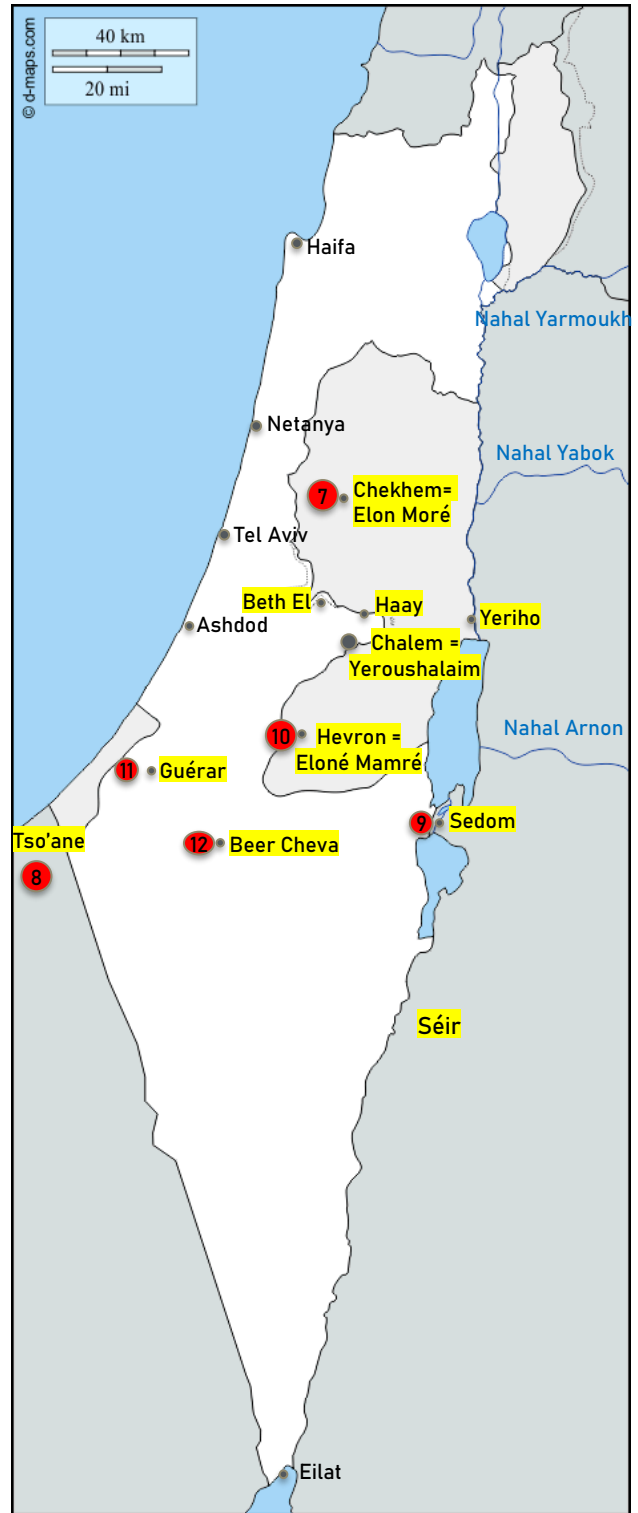 © d-maps.com
40 km
20 mi
Haifa
Nahal Yarmoukh
Netanya
Nahal Yabok
7
Chekhem=
Elon Moré
Tel Aviv
Beth El
Haay
Yeriho
Ashdod
Chalem =
Yeroushalaim
Nahal Arnon
10
Hevron =
Eloné Mamré
11
Guérar
9
Sedom
Tso'ane
12
Beer Cheva
8
Séir
Eilat